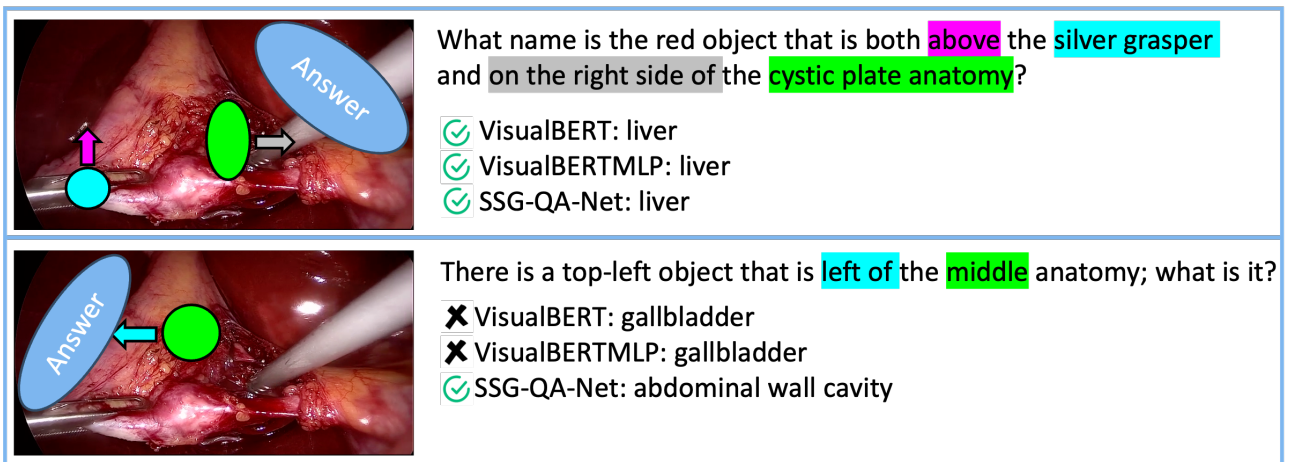 Answer
What name is the red object that is both above the silver grasper
and on the right side of the cystic plate anatomy?
VisualBERT: liver
VisualBERTMLP: liver
SSG-QA-Net: liver
Answer
There is a top-left object that is left of the middle anatomy; what is it?
VisualBERT: gallbladder
VisualBERTMLP: gallbladder
SSG-QA-Net: abdominal wall cavity